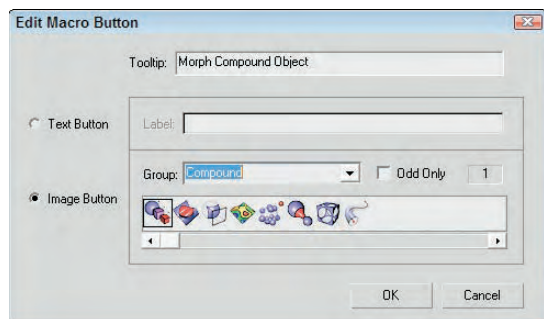 Edit Macro Button
Tooltip: Morph Compound Object
Text Button
Label:
Group: Compound
Odd Only
1
Image Button
OK
Cancel